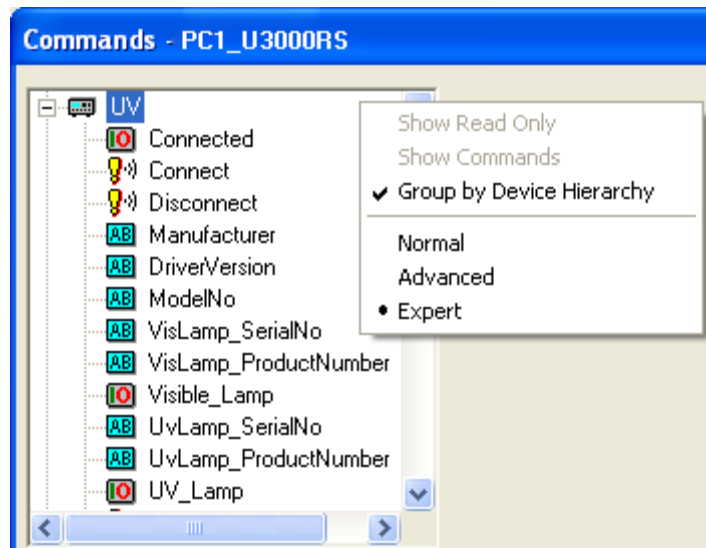 Commands - PC1_U3000RS
UV
Connected
Connect
Disconnect
Manufacturer
DriverVersion
ModelNo
VisLamp_SerialNo
VisLamp_ProductNumber
Visible_Lamp
UvLamp_SerialNo
UvLamp_ProductNumber
UV_Lamp
Show Read Only
Show Commands
Group by Device Hierarchy
Normal
Advanced
Expert